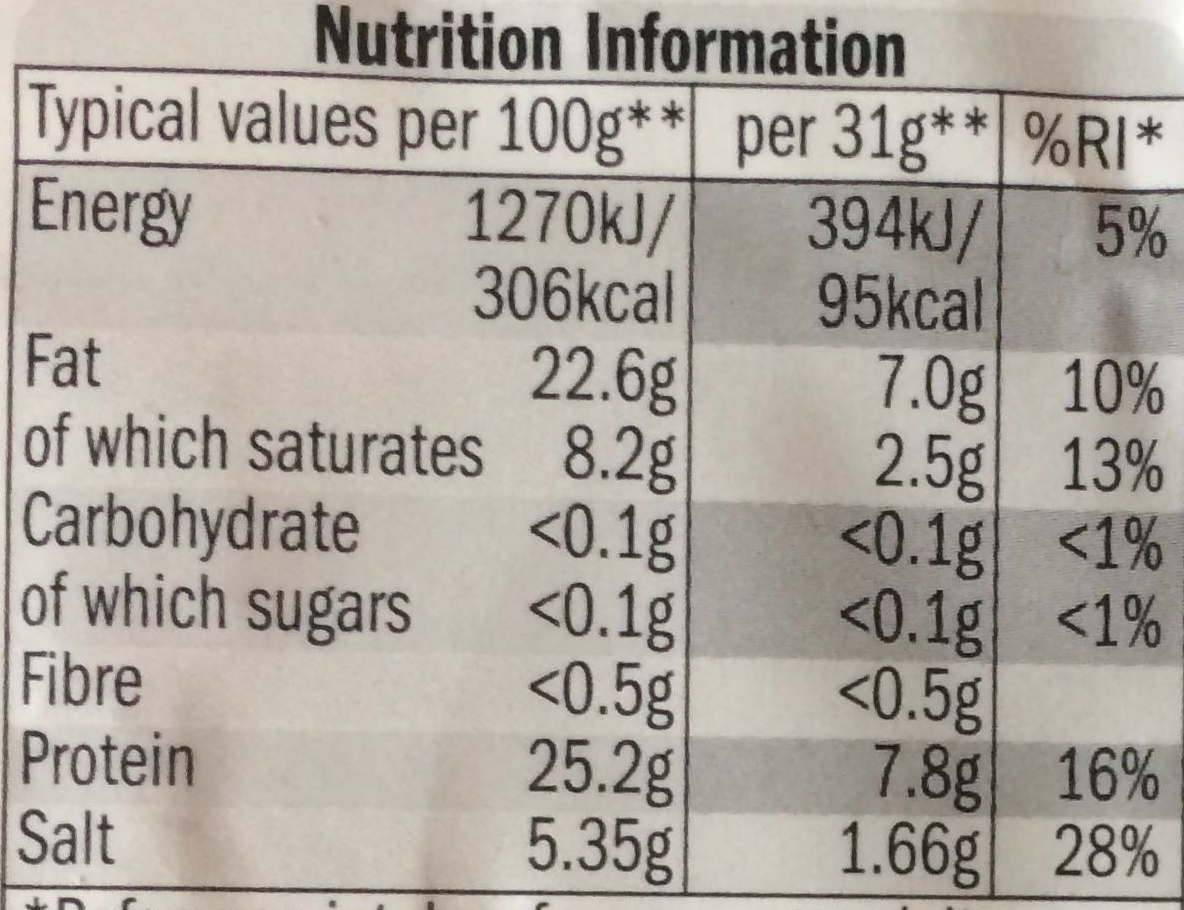 Nutrition Information
Typical values per 100g** per 31g** %RI*
Energy 1270kJ/ 394kJ/ 5%
306kcal 95kcal
Fat 22.6g 7.0g 10%
of which saturates 8.2g 2.5g 13%
Carbohydrate <0.1g <0.1g <1%
of which sugars <0.1g <0.1g <1%
Fibre <0.5g <0.5g
Protein 25.2g 7.8g 16%
Salt 5.35g 1.66g 28%